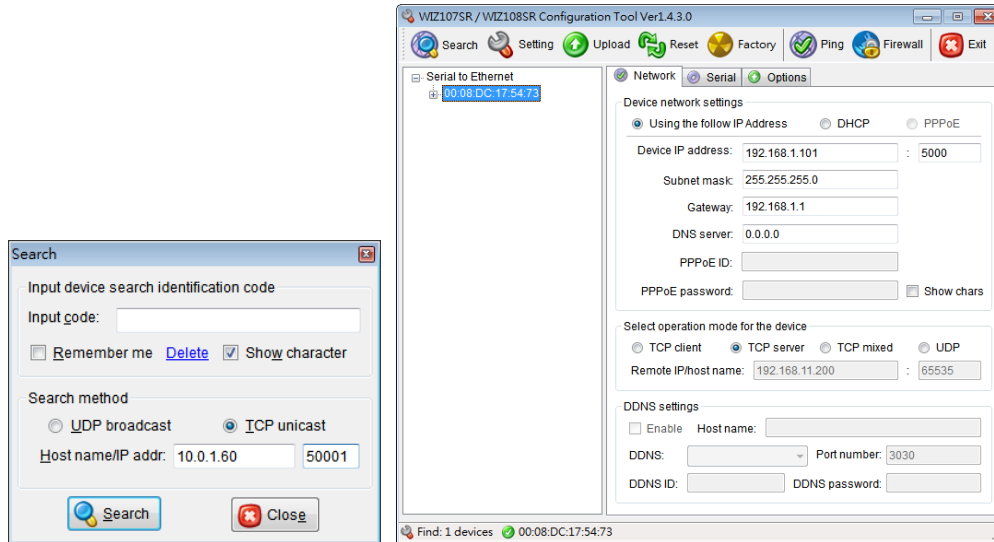 Search
Input device search identification code
Input code:
Remember me Delete Show character
Search method
UDP broadcast TCP unicast
Host name/IP addr: 10.0.1.60 50001
Search Close
WIZ107SR / WIZ108SR Configuration Tool Ver1.4.3.0
Search Setting Upload Reset Factory Ping Firewall Exit
Serial to Ethernet
00:08:DC:17:54:73
Network Serial Options
Device network settings
Using the follow IP Address DHCP PPPoE
Device IP address: 192.168.1.101 : 5000
Subnet mask: 255.255.255.0
Gateway: 192.168.1.1
DNS server: 0.0.0.0
PPPoE ID:
PPPoE password: Show chars
Select operation mode for the device
TCP client TCP server TCP mixed UDP
Remote IP/host name: 192.168.11.200 : 65535
DDNS settings
Enable Host name:
DDNS: Port number: 3030
DDNS ID: DDNS password:
Find: 1 devices 00:08:DC:17:54:73